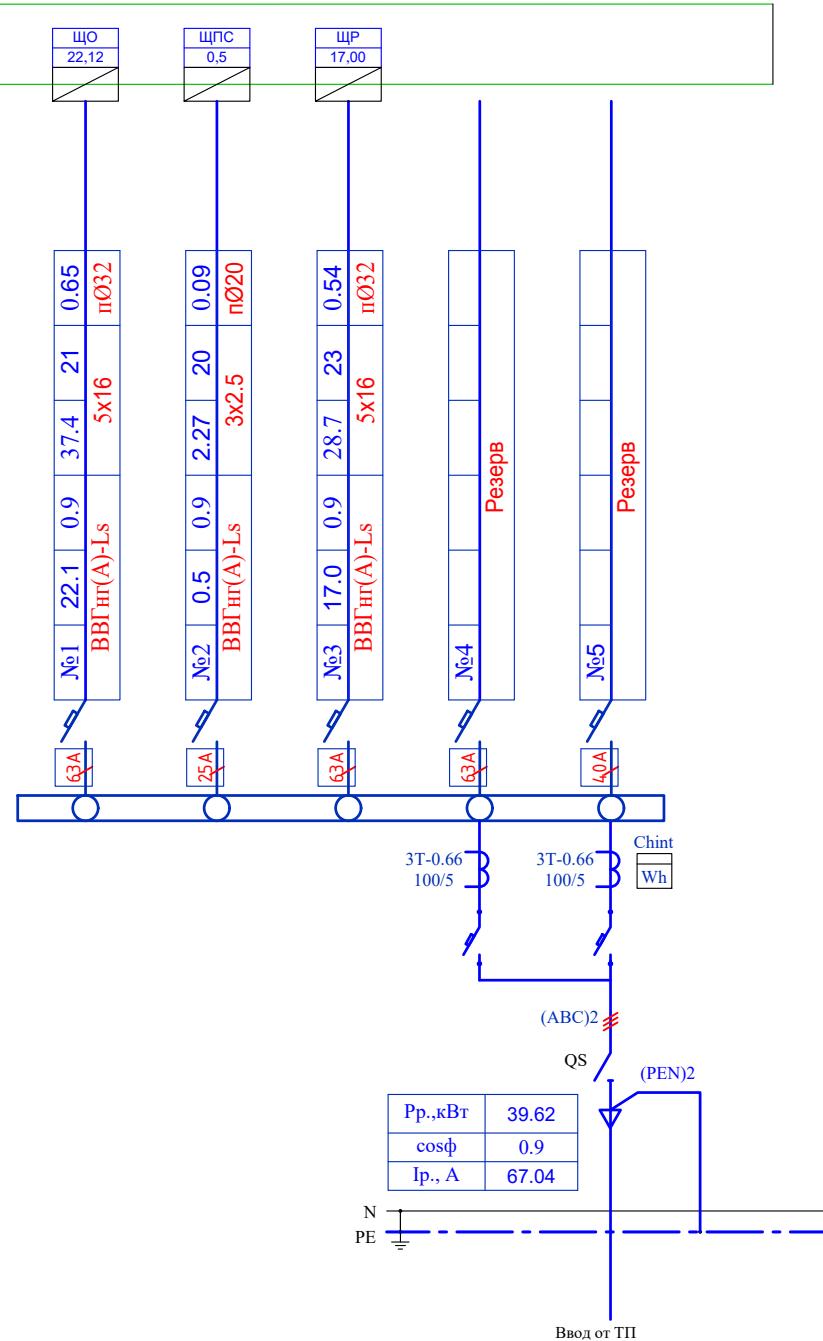 ЩО
22,12
ЩПС
0,5
ЩР
17,00
№1
22.1
0.9
37.4
21
0.65
ВВГнг(А)-Ls
5х16
пØ32
№2
0.5
0.9
2.27
20
0.09
ВВГнг(А)-Ls
3х2.5
пØ20
№3
17.0
0.9
28.7
23
0.54
ВВГнг(А)-Ls
5х16
пØ32
№4
Резерв
№5
Резерв
63А
25А
63А
63А
40А
3Т-0.66
100/5
3Т-0.66
100/5
Chint
Wh
(ABC)2
QS
(PEN)2
Рр.,кВт 39.62
cosф 0.9
Iр., А 67.04
N
PE
Ввод от ТП